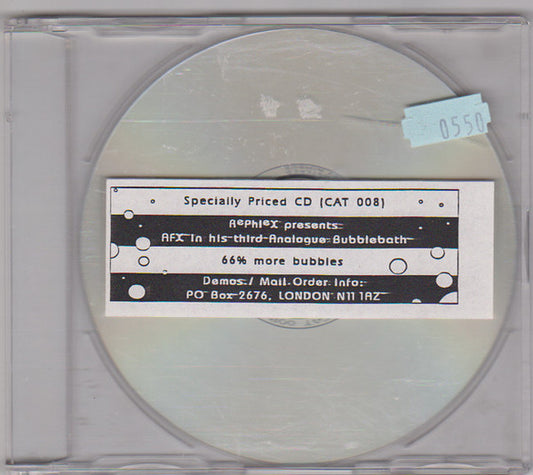 0550
Specially Priced CD (CAT 008)
RePhleX presents
AFX in his third Analogue Bubblebath
66% more bubbles
Demos / Mail Order Info:
PO Box 2676, LONDON N11 1AZ